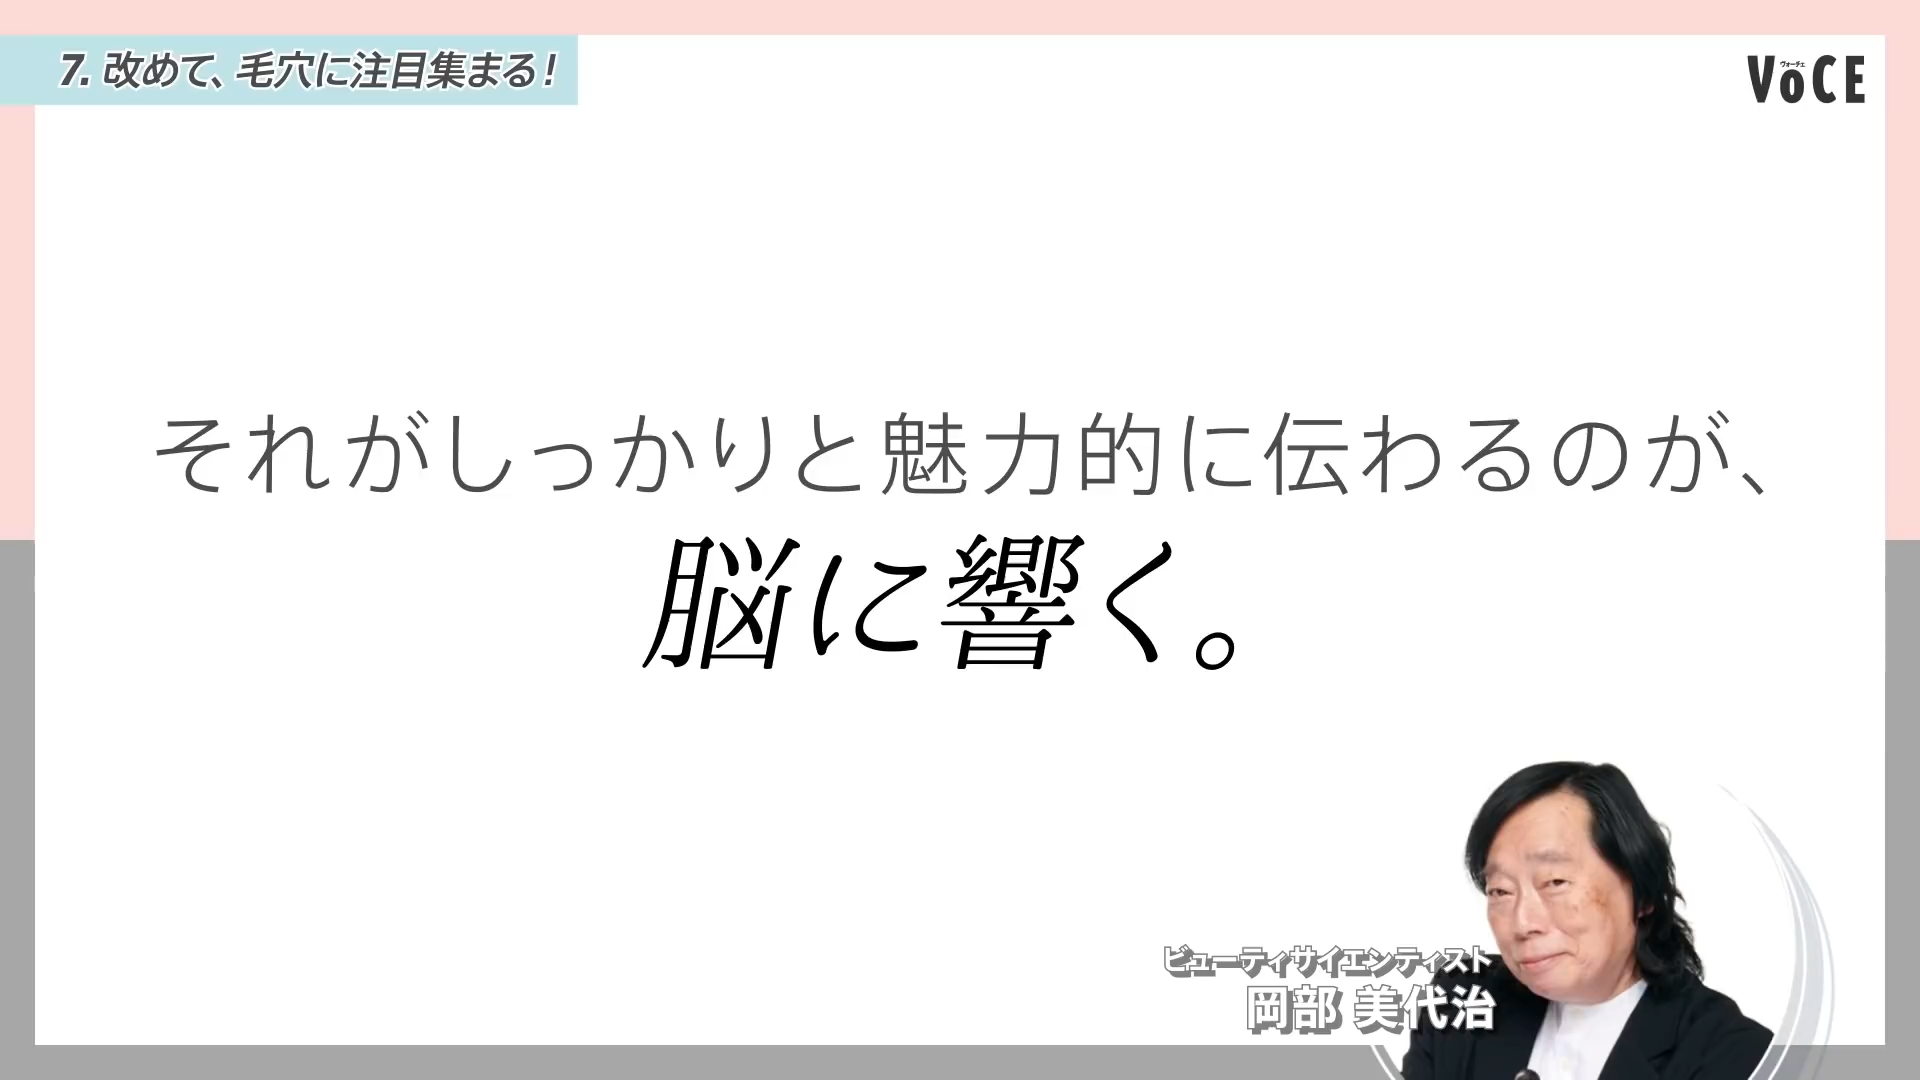 7. 改めて、毛穴に注目集まる！
ヴォーチェ
VoCE
それがしっかりと魅力的に伝わるのが、
脳に響く。
ビューティサイエンティスト
岡部 美代治